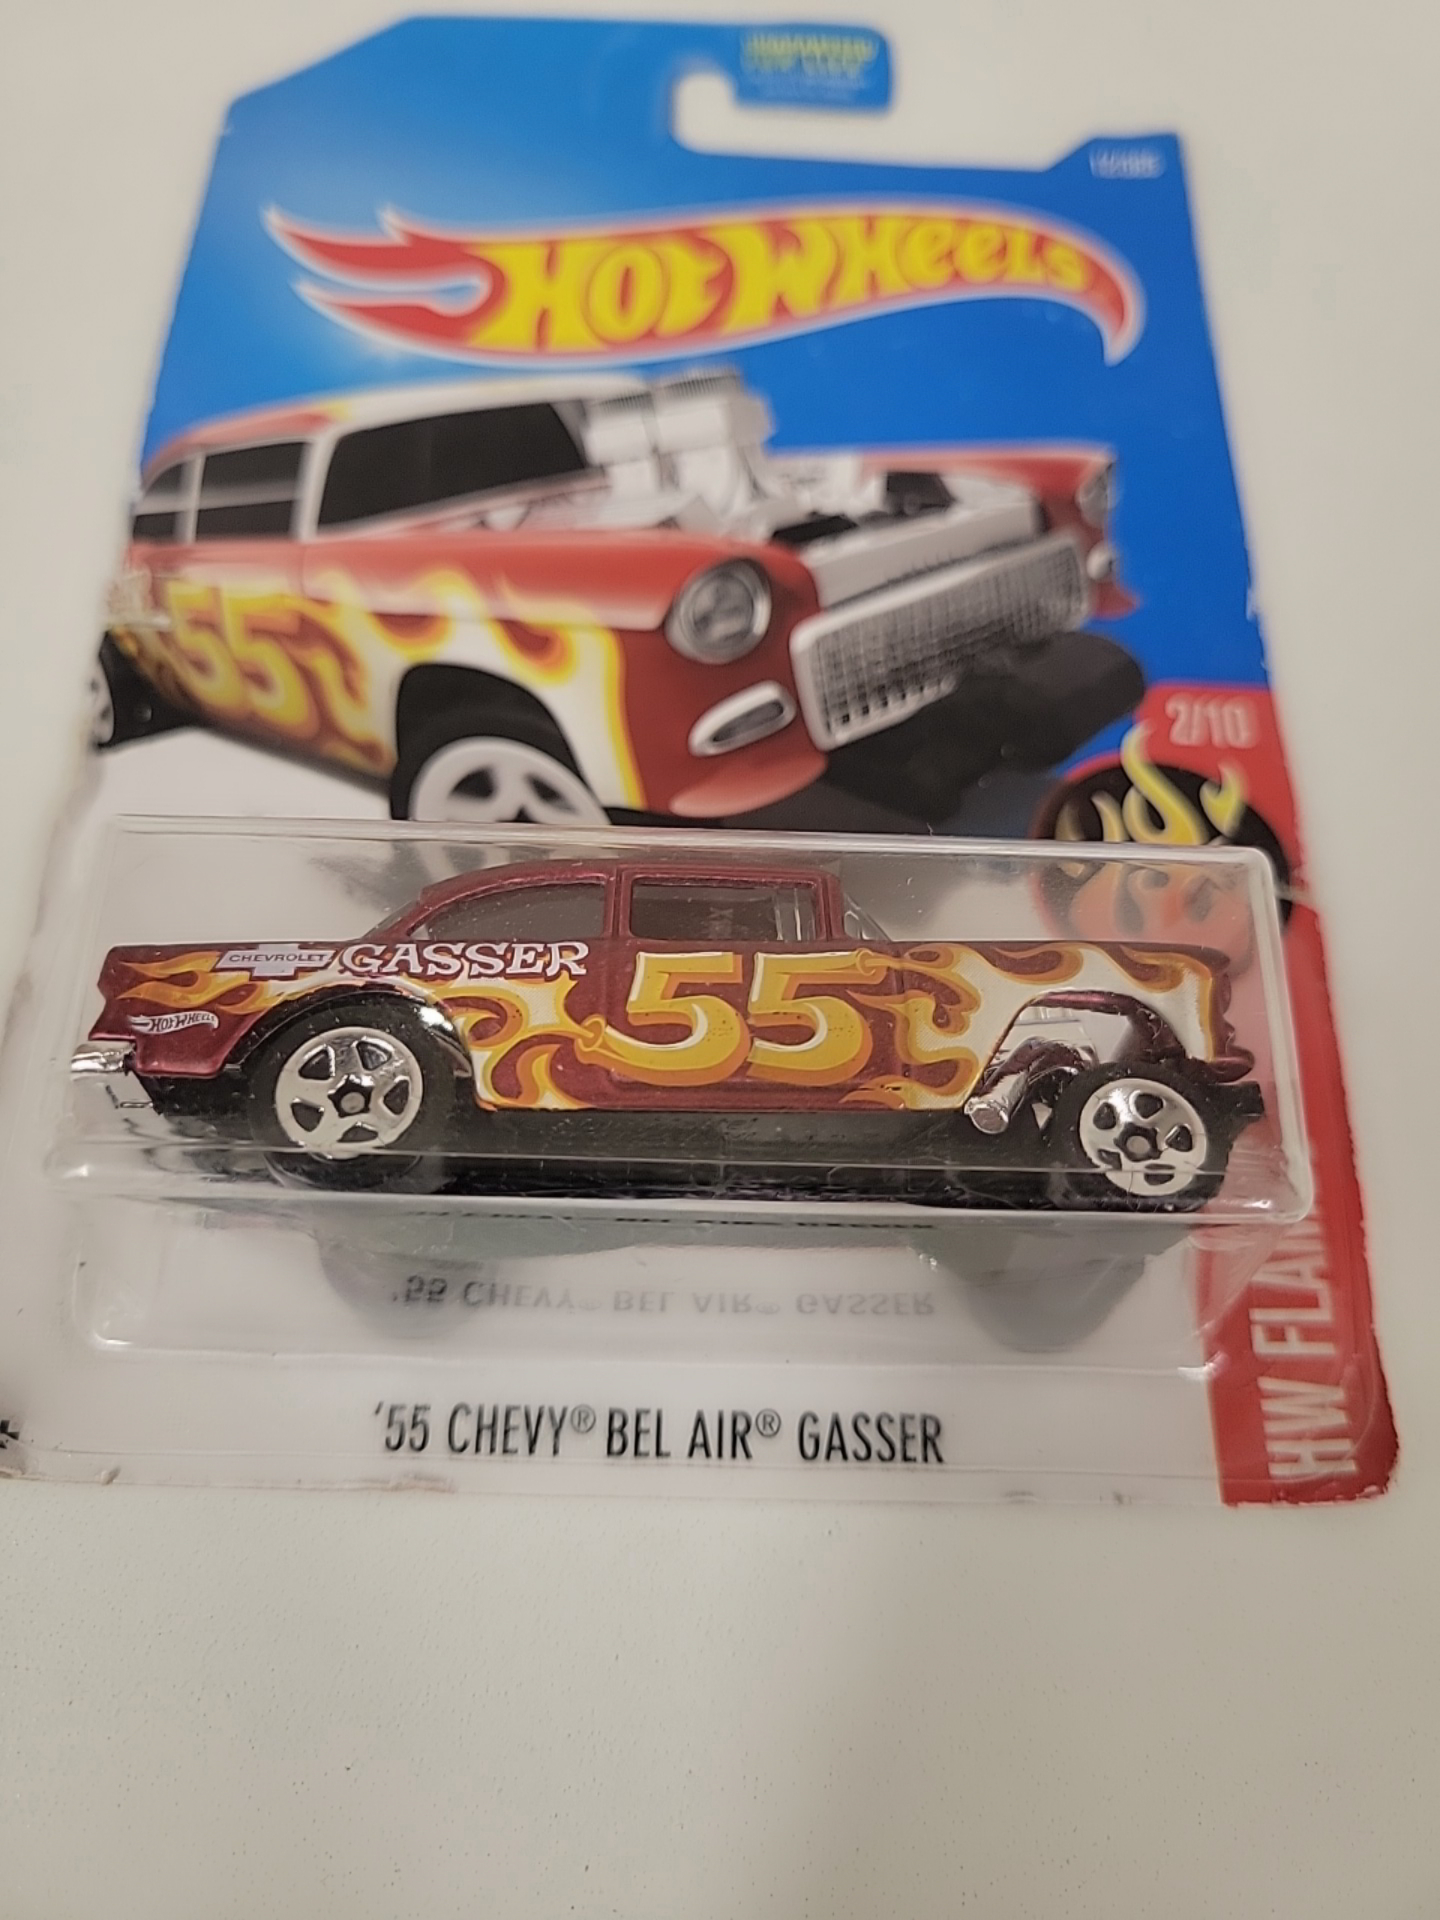 HOT WHEELS
55
2/10
CHEVROLET GASSER
55
HOT WHEELS
'55 CHEVY® BEL AIR® GASSER
'55 CHEVY® BEL AIR® GASSER
HW FLAM